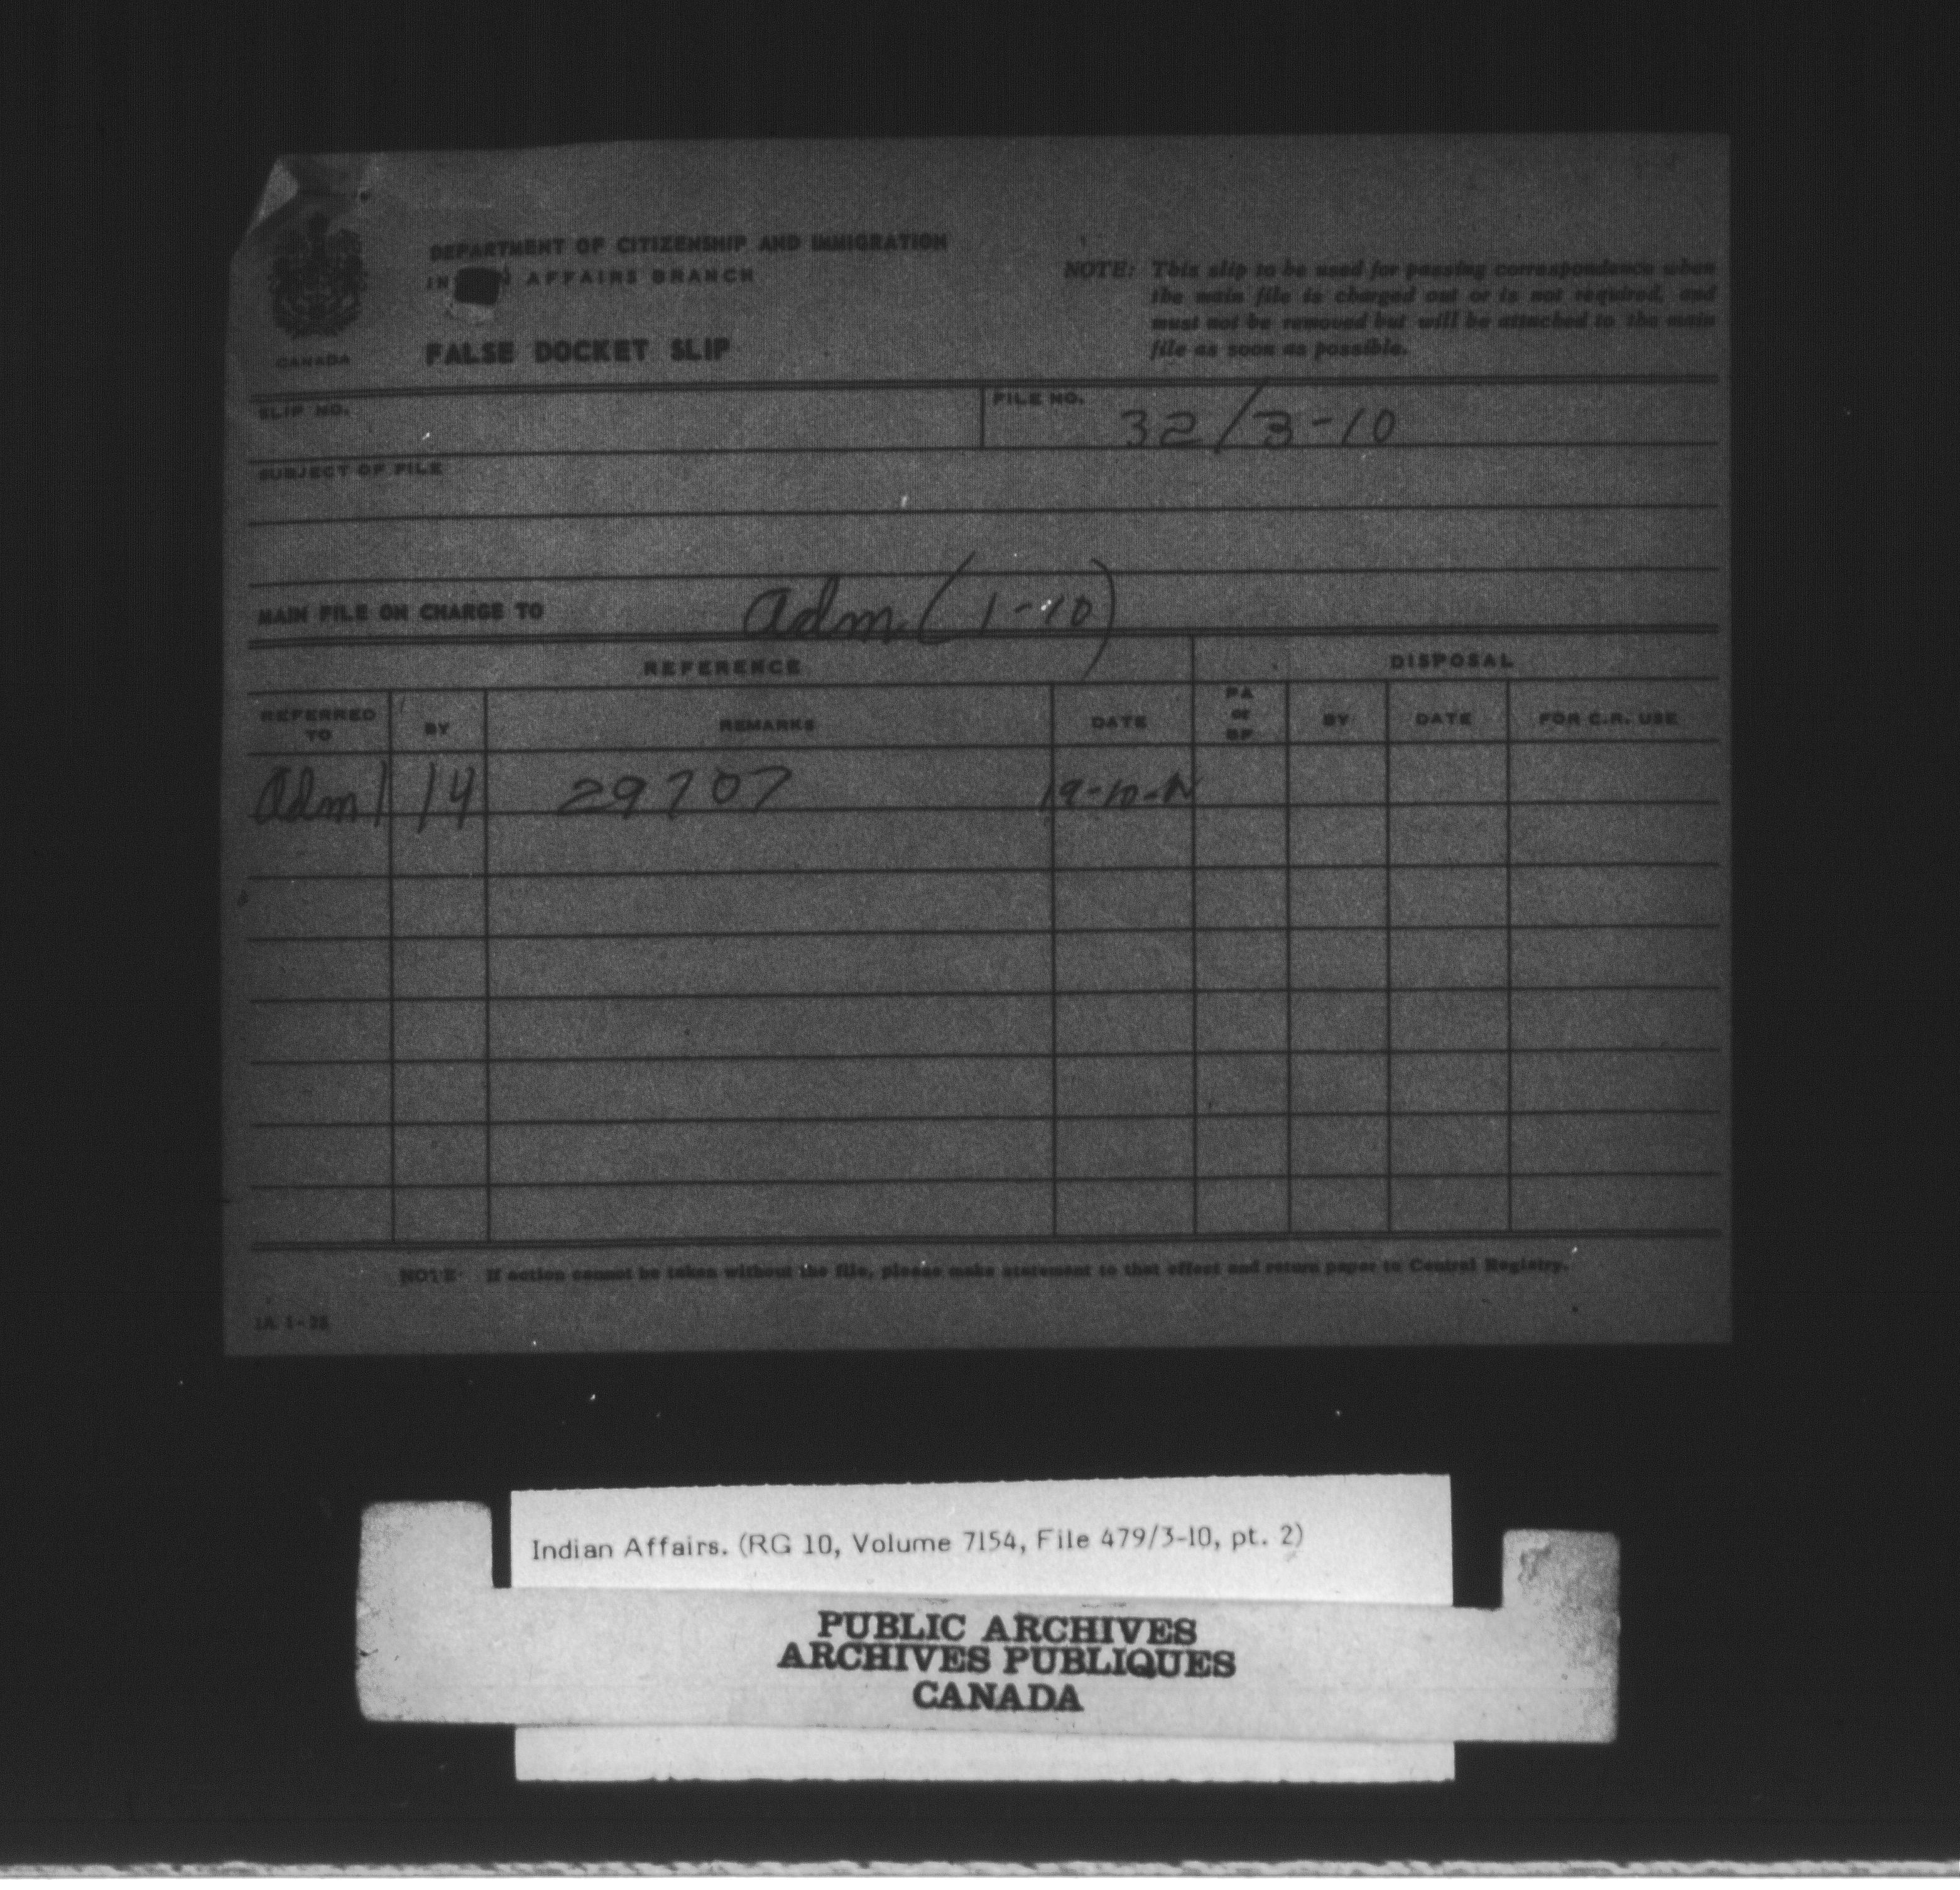 DEPARTMENT OF CITIZENSHIP AND IMMIGRATION
AFFAIRS BRANCH
CANADA
FALSE DOCKET SLIP
NOTE: This slip to be used for passing correspondence when
the main file is charged out or is not required, and
must not be removed but will be attached to the main
file as soon as possible.
SLIP NO.
FILE NO. 32/3-10
SUBJECT OF FILE
MAIN FILE ON CHARGE TO adm (1-10)
REFERENCE DISPOSAL
REFERRED TO BY REMARKS DATE PA or BF BY DATE FOR C.R. USE
adm 1 14 29707 19-10-
NOTE: If action cannot be taken without the file, please make statement to that effect and return paper to Central Registry.
Indian Affairs. (RG 10, Volume 7154, File 479/3-10, pt. 2)
PUBLIC ARCHIVES
ARCHIVES PUBLIQUES
CANADA